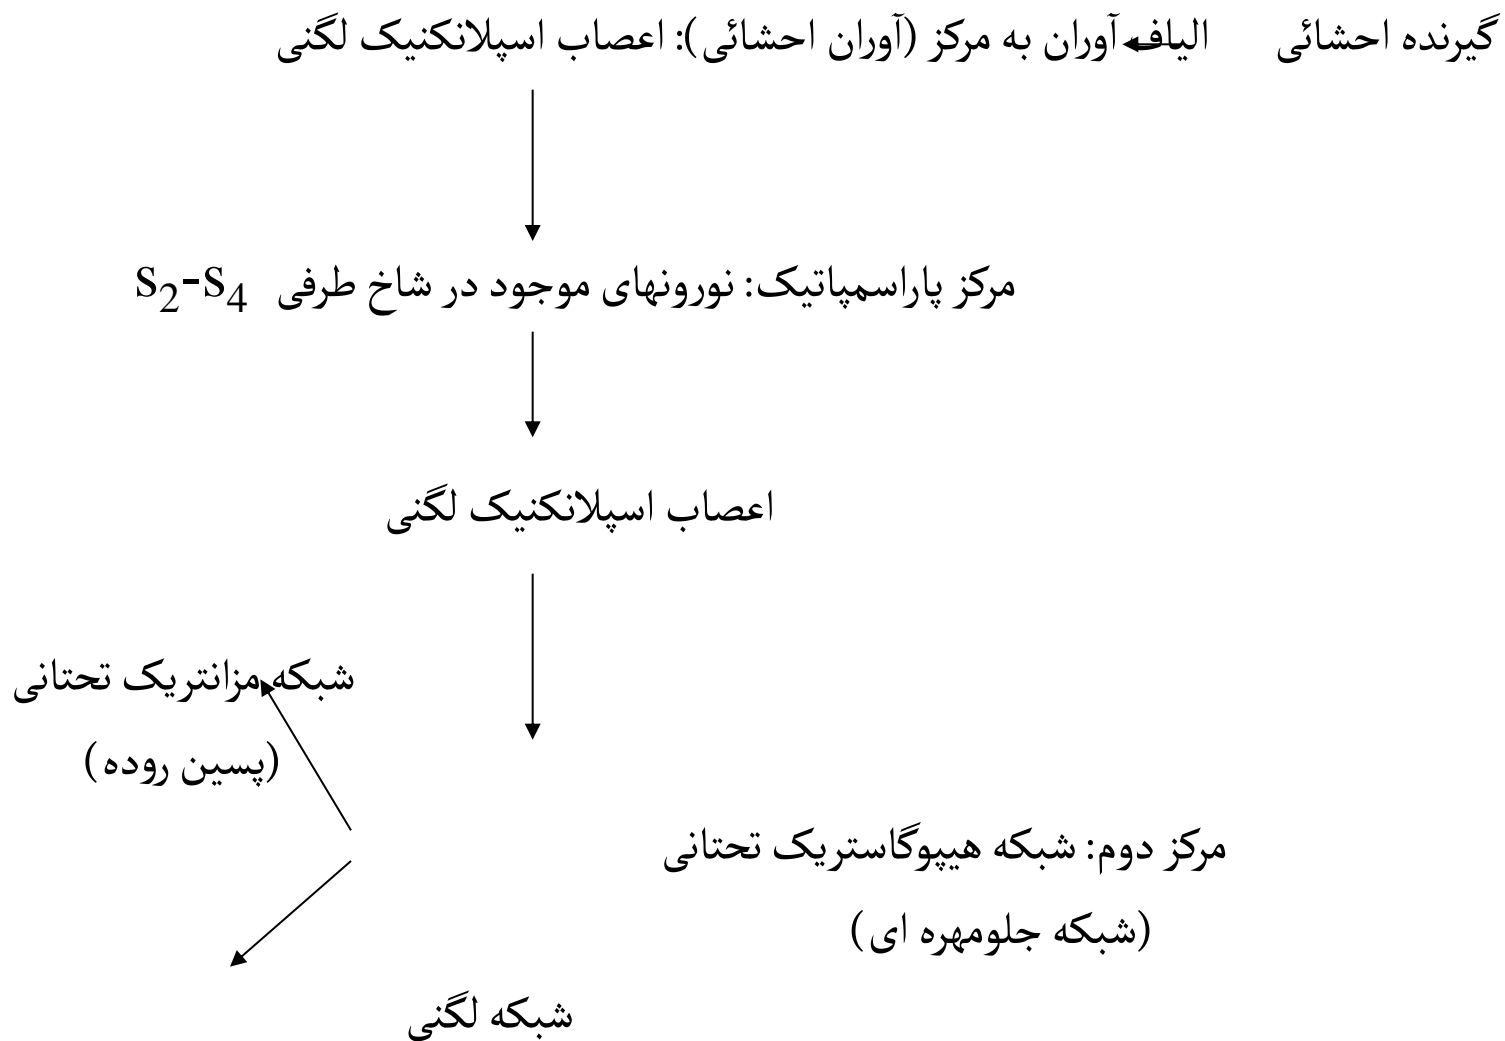 گیرنده احشائی الیاف آوران به مرکز (آوران احشائی): اعصاب اسپلانکنیک لگنی
مرکز پاراسمپاتیک: نورونهای موجود در شاخ طرفی S2-S4
اعصاب اسپلانکنیک لگنی
شبکه مزانتریک تحتانی
(پسین روده)
مرکز دوم: شبکه هیپوگاستریک تحتانی
(شبکه جلومهره ای)
شبکه لگنی